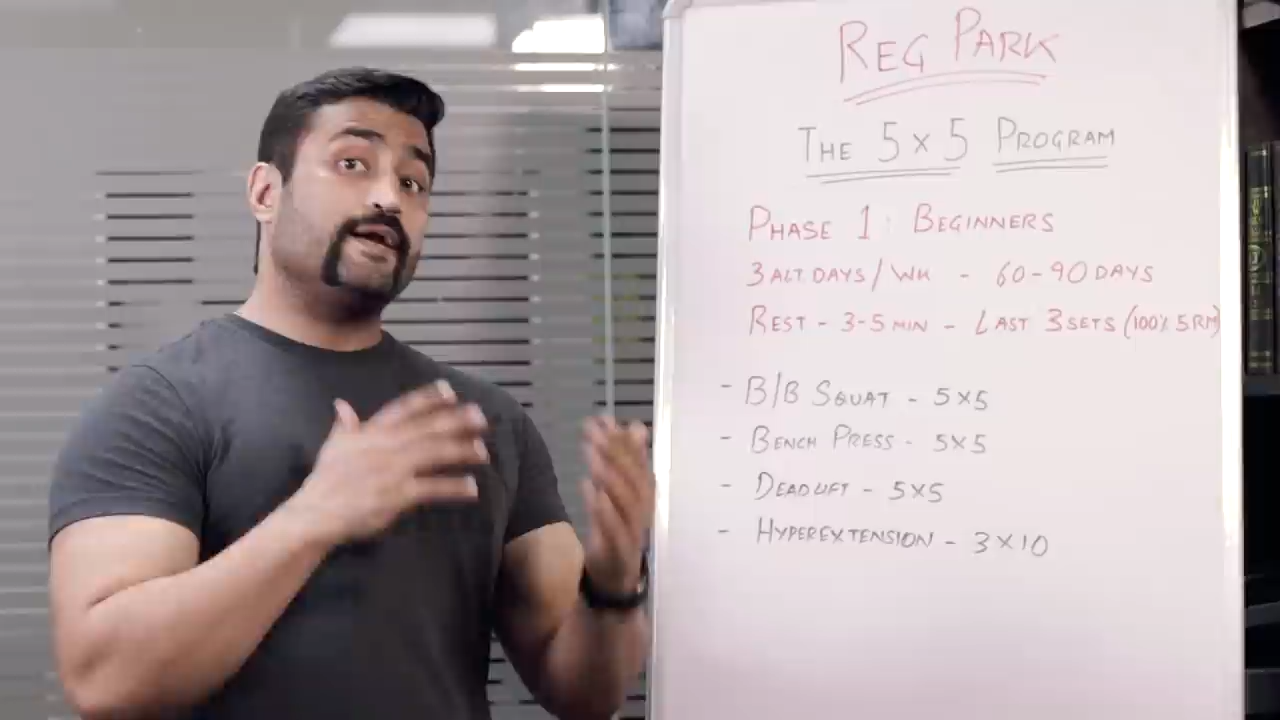 REG PARK
THE 5 x 5 PROGRAM
PHASE 1 : BEGINNERS
3 ALT DAYS / WK - 60-90 DAYS
REST - 3-5 MIN - LAST 3 SETS (100% 5RM)
- B/B SQUAT - 5x5
- BENCH PRESS - 5x5
- DEADLIFT - 5x5
- HYPEREXTENSION - 3x10